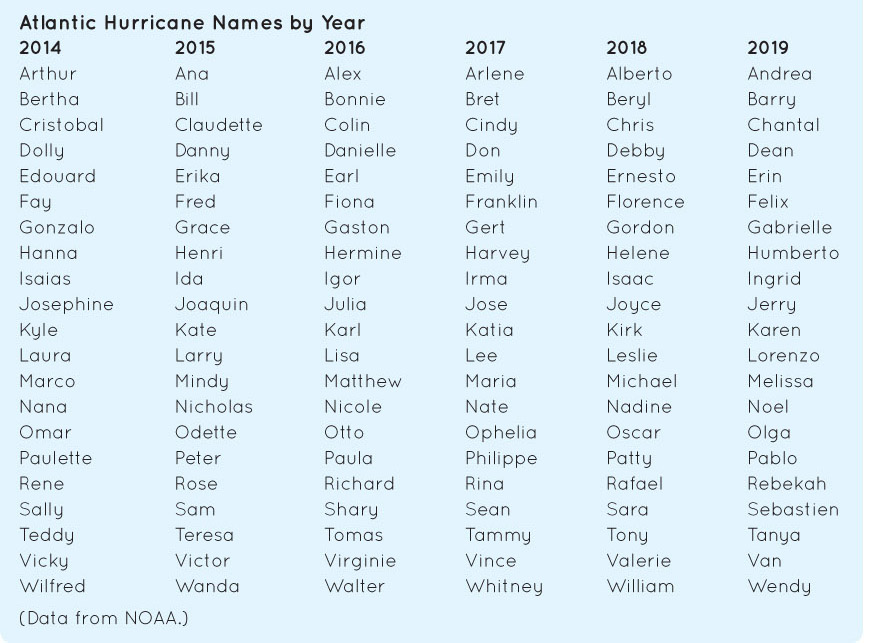 Atlantic Hurricane Names by Year
2014 2015 2016 2017 2018 2019
Arthur Ana Alex Arlene Alberto Andrea
Bertha Bill Bonnie Bret Beryl Barry
Cristobal Claudette Colin Cindy Chris Chantal
Dolly Danny Danielle Don Debby Dean
Edouard Erika Earl Emily Ernesto Erin
Fay Fred Fiona Franklin Florence Felix
Gonzalo Grace Gaston Gert Gordon Gabrielle
Hanna Henri Hermine Harvey Helene Humberto
Isaias Ida Igor Irma Isaac Ingrid
Josephine Joaquin Julia Jose Joyce Jerry
Kyle Kate Karl Katia Kirk Karen
Laura Larry Lisa Lee Leslie Lorenzo
Marco Mindy Matthew Maria Michael Melissa
Nana Nicholas Nicole Nate Nadine Noel
Omar Odette Otto Ophelia Oscar Olga
Paulette Peter Paula Philippe Patty Pablo
Rene Rose Richard Rina Rafael Rebekah
Sally Sam Shary Sean Sara Sebastien
Teddy Teresa Tomas Tammy Tony Tanya
Vicky Victor Virginie Vince Valerie Van
Wilfred Wanda Walter Whitney William Wendy
(Data from NOAA.)